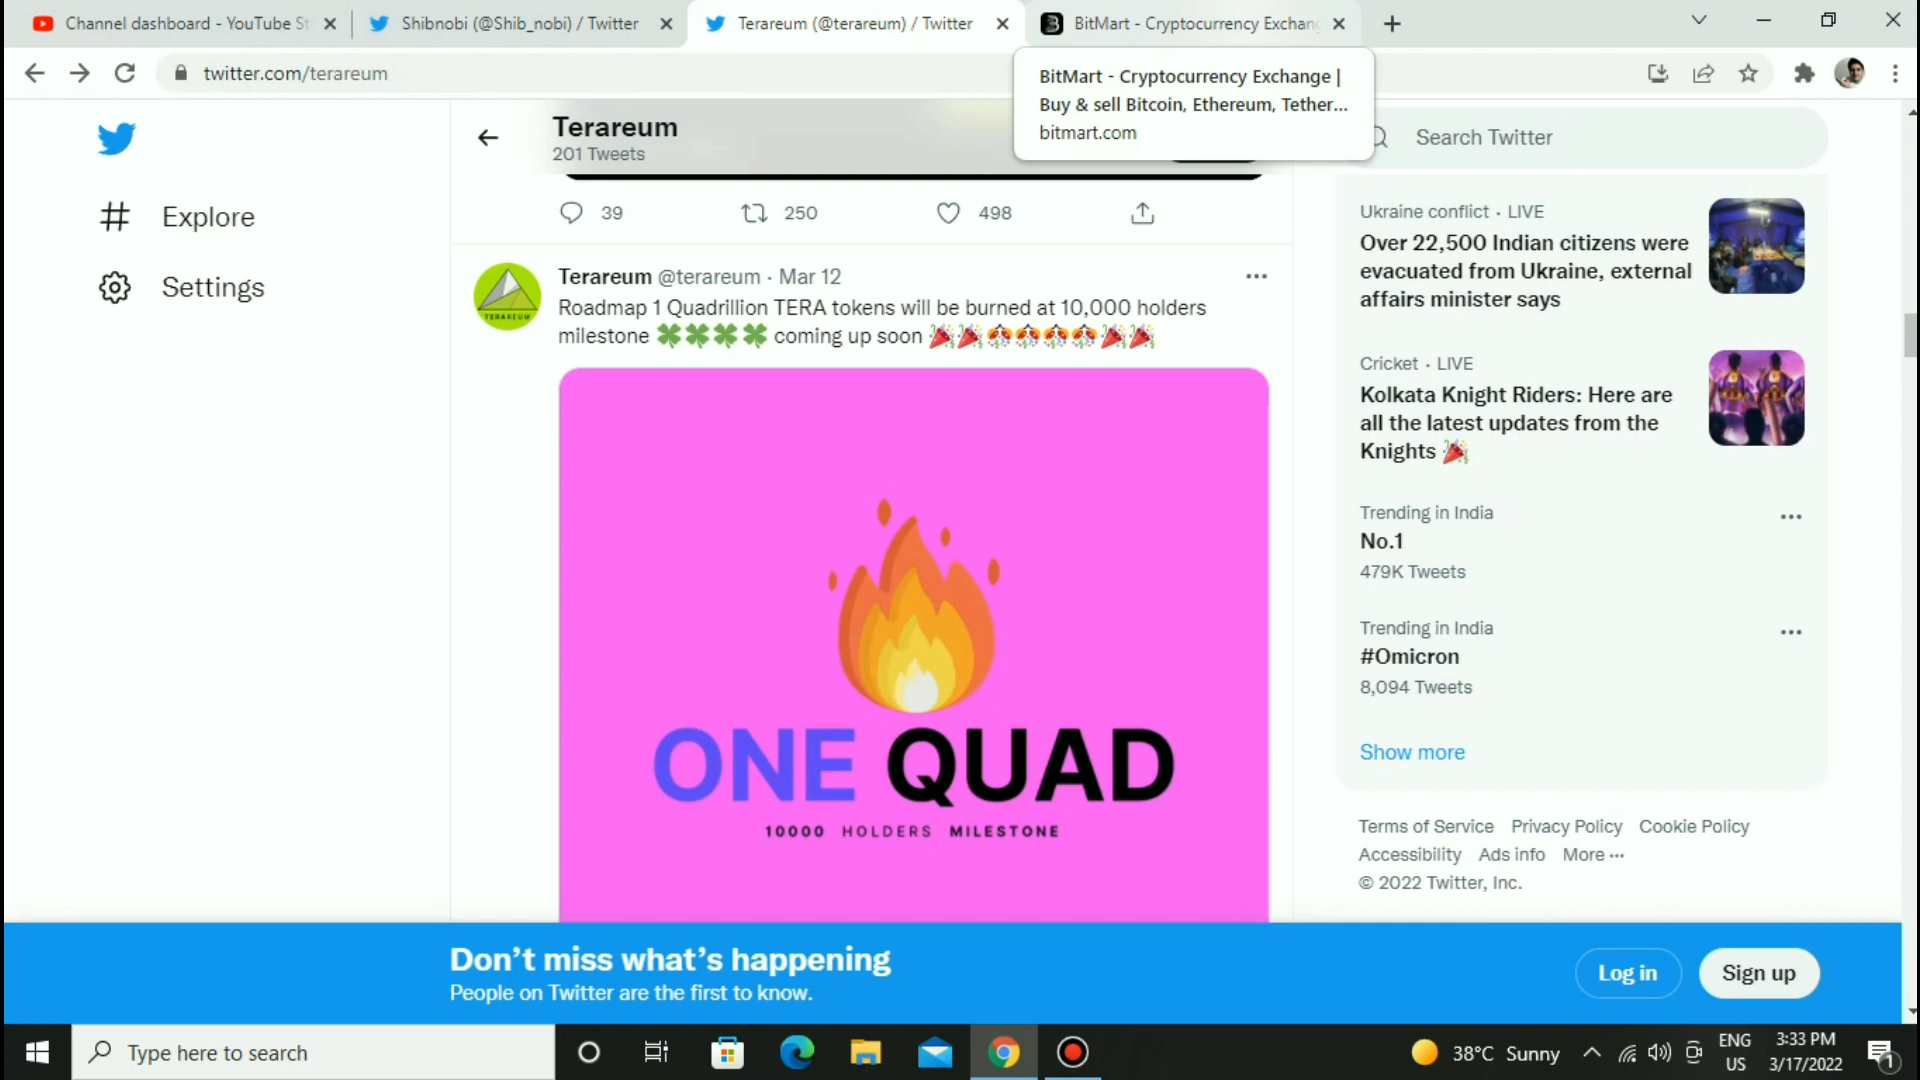 Channel dashboard - YouTube St
Shibnobi (@Shib_nobi) / Twitter
Terareum (@terareum) / Twitter
BitMart - Cryptocurrency Exchan
twitter.com/terareum
BitMart - Cryptocurrency Exchange |
Buy & sell Bitcoin, Ethereum, Tether...
bitmart.com
Terareum
201 Tweets
Search Twitter
Explore
Settings
39
250
498
Terareum @terareum · Mar 12
Roadmap 1 Quadrillion TERA tokens will be burned at 10,000 holders
milestone 🍀🍀🍀🍀 coming up soon 🎉🎉🎊🎊🎊🎊🎉🎉
TERAREUM
ONE QUAD
10000 HOLDERS MILESTONE
Ukraine conflict · LIVE
Over 22,500 Indian citizens were
evacuated from Ukraine, external
affairs minister says
Cricket · LIVE
Kolkata Knight Riders: Here are
all the latest updates from the
Knights 🎉
Trending in India
No.1
479K Tweets
Trending in India
#Omicron
8,094 Tweets
Show more
Terms of Service Privacy Policy Cookie Policy
Accessibility Ads info More ···
© 2022 Twitter, Inc.
Don't miss what's happening
People on Twitter are the first to know.
Log in
Sign up
Type here to search
38°C Sunny
ENG
US
3:33 PM
3/17/2022
1